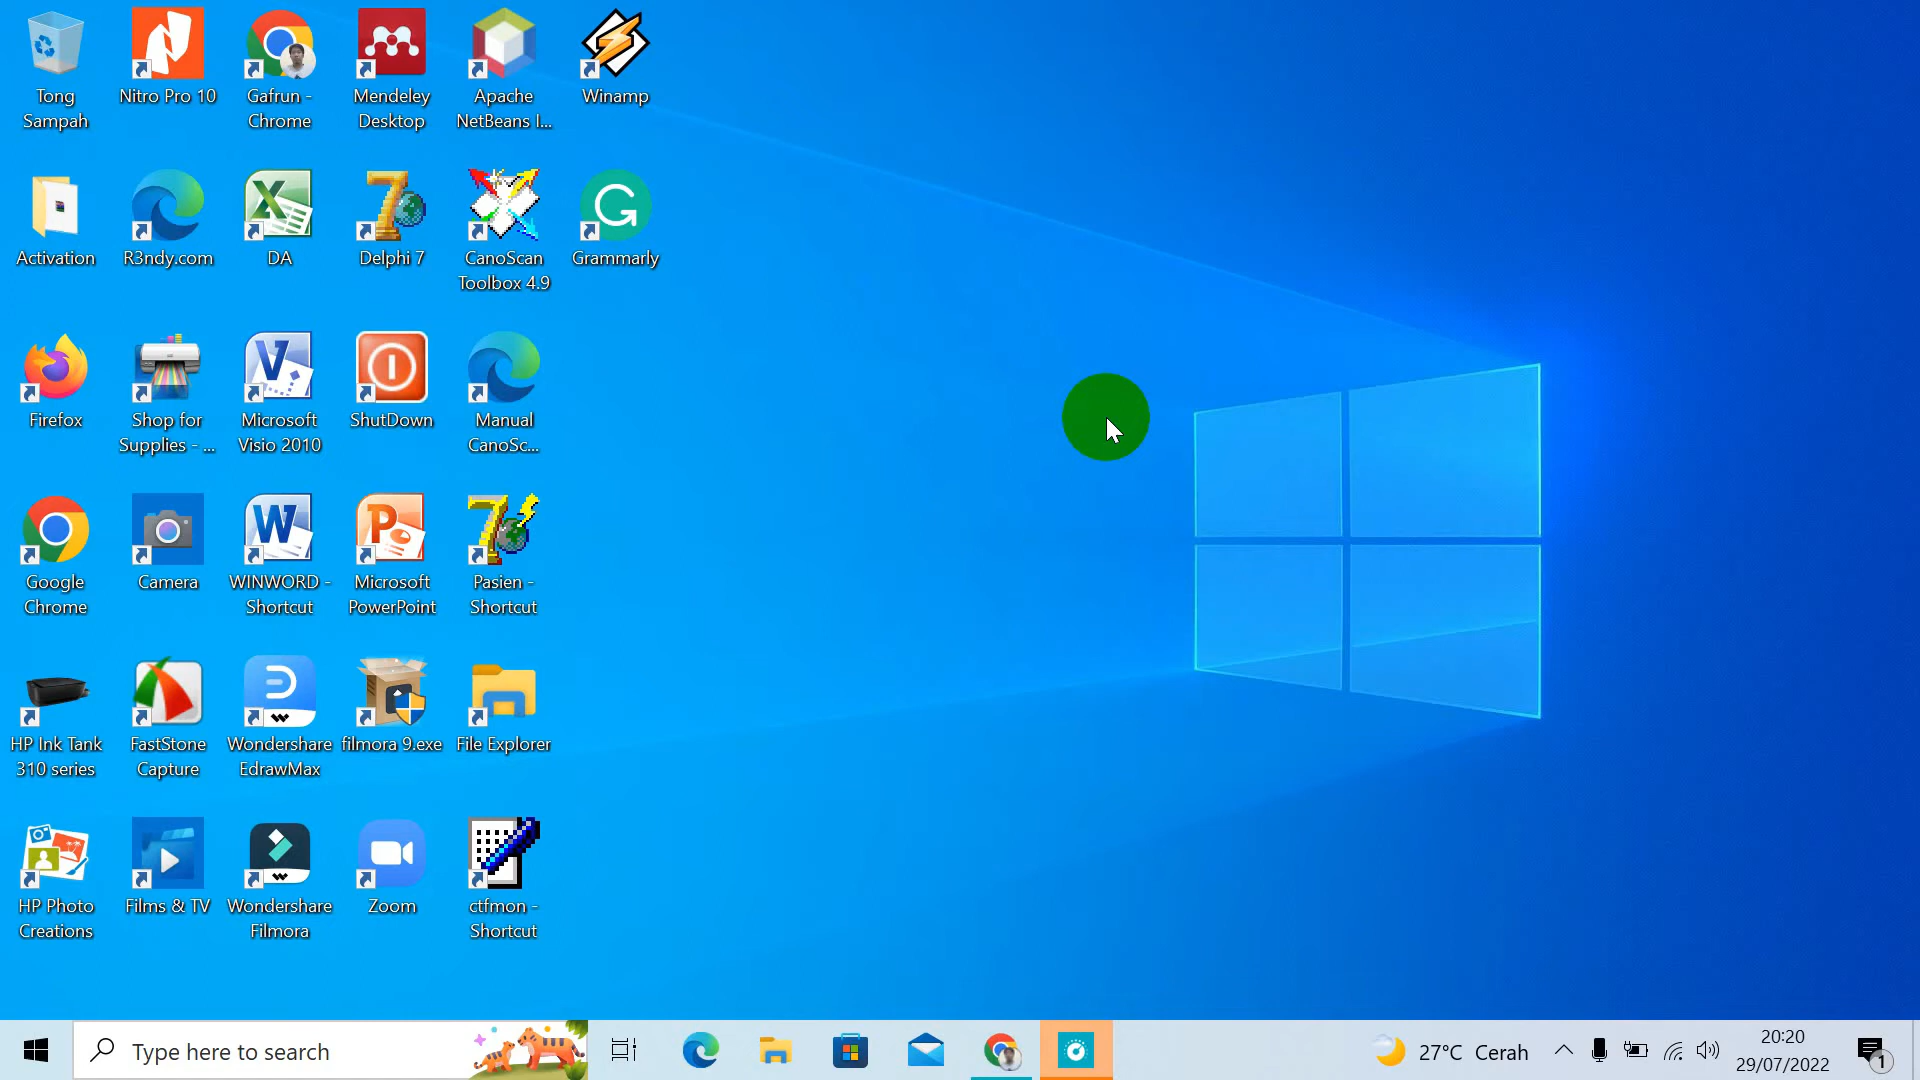 Tong
Sampah
Nitro Pro 10
Gafrun -
Chrome
Mendeley
Desktop
Apache
NetBeans I...
Winamp
Activation
R3ndy.com
DA
Delphi 7
CanoScan
Toolbox 4.9
Grammarly
Firefox
Shop for
Supplies - ...
Microsoft
Visio 2010
ShutDown
Manual
CanoSc...
Google
Chrome
Camera
WINWORD -
Shortcut
Microsoft
PowerPoint
Pasien -
Shortcut
HP Ink Tank
310 series
FastStone
Capture
Wondershare
EdrawMax
filmora 9.exe
File Explorer
HP Photo
Creations
Films & TV
Wondershare
Filmora
Zoom
ctfmon -
Shortcut
Type here to search
27°C Cerah
20:20
29/07/2022
1